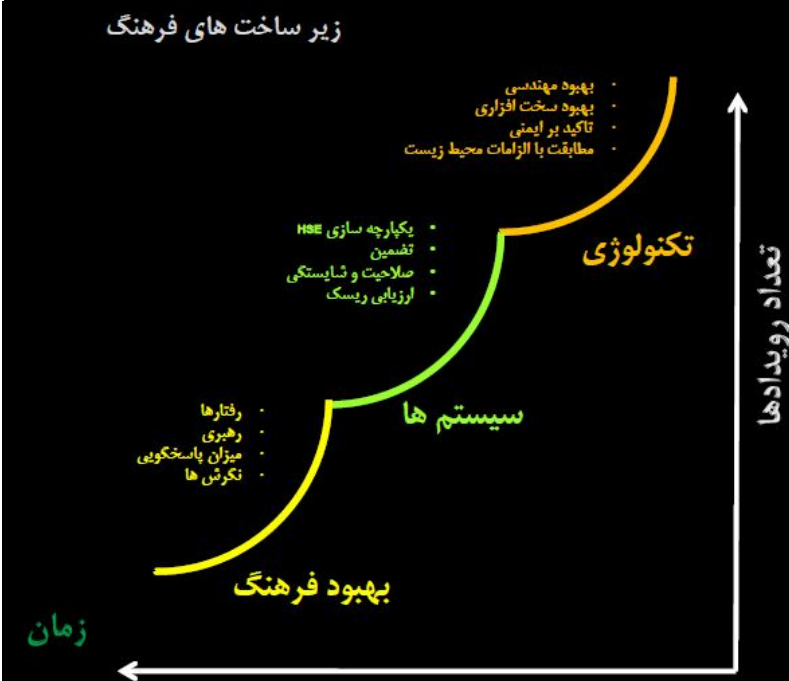 زیر ساخت های فرهنگ
• بهبود مهندسی
• بهبود سخت افزاری
• تاکید بر ایمنی
• مطابقت با الزامات محیط زیست
تکنولوژی
• یکپارچه سازی HSE
• تضمین
• صلاحیت و شایستگی
• ارزیابی ریسک
سیستم ها
• رفتارها
• رهبری
• میزان پاسخگویی
• نگرش ها
بهبود فرهنگ
تعداد رویدادها
زمان